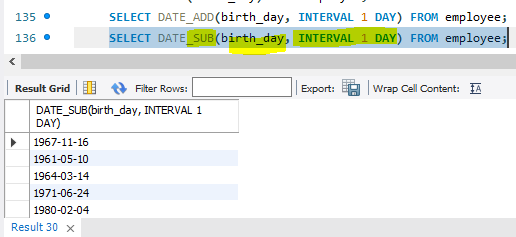 135 SELECT DATE_ADD(birth_day, INTERVAL 1 DAY) FROM employee;
136 SELECT DATE_SUB(birth_day, INTERVAL 1 DAY) FROM employee;
Result Grid Filter Rows: Export: Wrap Cell Content:
DATE_SUB(birth_day, INTERVAL 1
DAY)
1967-11-16
1961-05-10
1964-03-14
1971-06-24
1980-02-04
Result 30